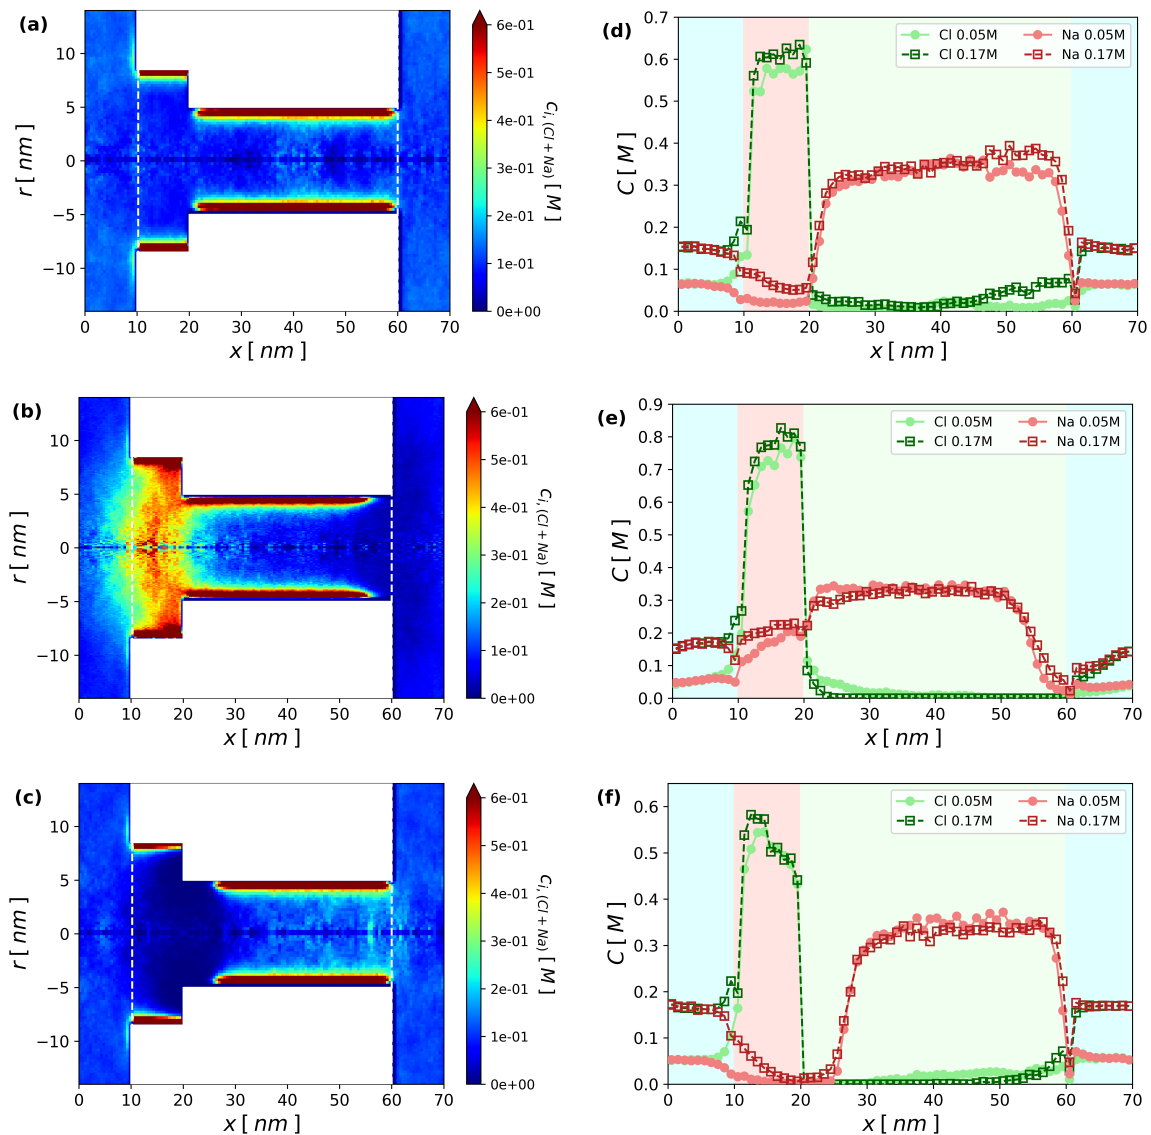 (a)
10
5
0
−5
−10
r [ nm ]
0 10 20 30 40 50 60 70
x [ nm ]
6e-01
5e-01
4e-01
3e-01
2e-01
1e-01
0e+00
Ci, (Cl + Na) [ M ]
(d)
0.7
0.6
0.5
0.4
0.3
0.2
0.1
0.0
C [ M ]
Cl 0.05M Na 0.05M
Cl 0.17M Na 0.17M
0 10 20 30 40 50 60 70
x [ nm ]
(b)
10
5
0
−5
−10
r [ nm ]
0 10 20 30 40 50 60 70
x [ nm ]
6e-01
5e-01
4e-01
3e-01
2e-01
1e-01
0e+00
Ci, (Cl + Na) [ M ]
(e)
0.9
0.8
0.7
0.6
0.5
0.4
0.3
0.2
0.1
0.0
C [ M ]
Cl 0.05M Na 0.05M
Cl 0.17M Na 0.17M
0 10 20 30 40 50 60 70
x [ nm ]
(c)
10
5
0
−5
−10
r [ nm ]
0 10 20 30 40 50 60 70
x [ nm ]
6e-01
5e-01
4e-01
3e-01
2e-01
1e-01
0e+00
Ci, (Cl + Na) [ M ]
(f)
0.6
0.5
0.4
0.3
0.2
0.1
0.0
C [ M ]
Cl 0.05M Na 0.05M
Cl 0.17M Na 0.17M
0 10 20 30 40 50 60 70
x [ nm ]